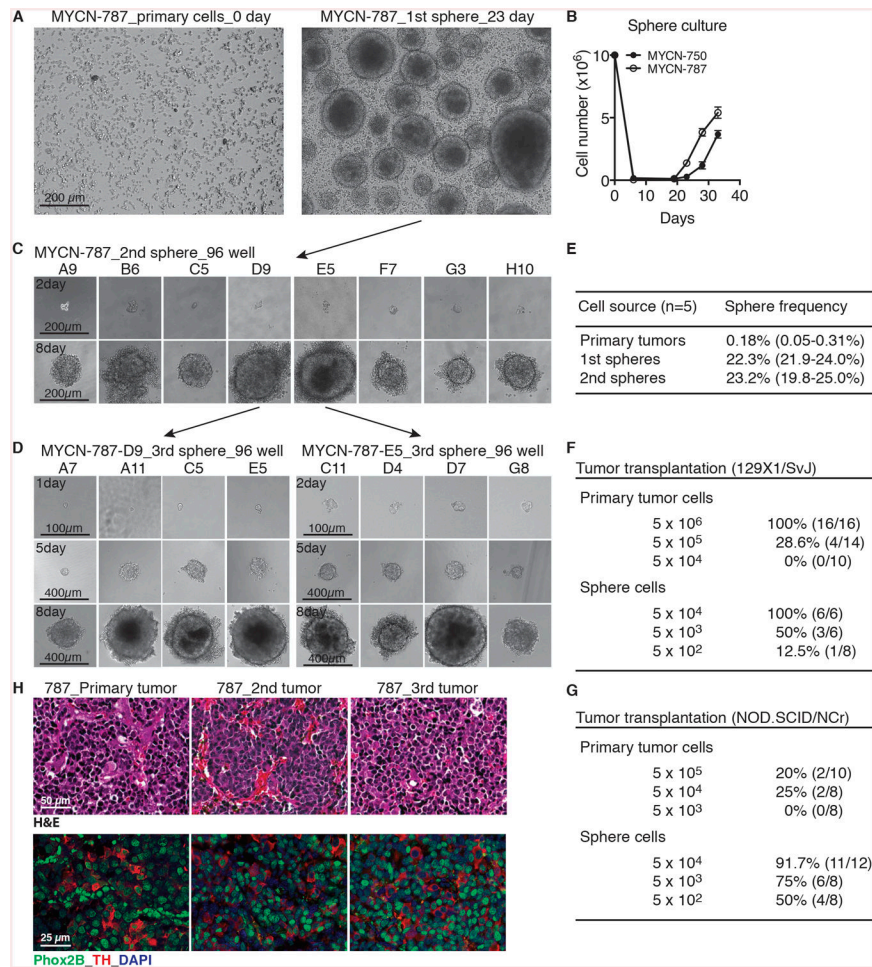 A
MYCN-787_primary cells_0 day
MYCN-787_1st sphere_23 day
200 µm
200 µm
B
Sphere culture
MYCN-750
MYCN-787
Cell number (x10⁶)
10
5
0
0 10 20 30 40
Days
C
MYCN-787_2nd sphere_96 well
A9 B6 C5 D9 E5 F7 G3 H10
2day
200µm
8day
200µm
D
MYCN-787-D9_3rd sphere_96 well
A7 A11 C5 E5
1day
100µm
5day
400µm
8day
400µm
MYCN-787-E5_3rd sphere_96 well
C11 D4 D7 G8
2day
100µm
5day
400µm
8day
400µm
E
Cell source (n=5) Sphere frequency
Primary tumors 0.18% (0.05-0.31%)
1st spheres 22.3% (21.9-24.0%)
2nd spheres 23.2% (19.8-25.0%)
F
Tumor transplantation (129X1/SvJ)
Primary tumor cells
5 x 10⁶ 100% (16/16)
5 x 10⁵ 28.6% (4/14)
5 x 10⁴ 0% (0/10)
Sphere cells
5 x 10⁴ 100% (6/6)
5 x 10³ 50% (3/6)
5 x 10² 12.5% (1/8)
G
Tumor transplantation (NOD.SCID/NCr)
Primary tumor cells
5 x 10⁵ 20% (2/10)
5 x 10⁴ 25% (2/8)
5 x 10³ 0% (0/8)
Sphere cells
5 x 10⁴ 91.7% (11/12)
5 x 10³ 75% (6/8)
5 x 10² 50% (4/8)
H
787_Primary tumor 787_2nd tumor 787_3rd tumor
50 µm
H&E
25 µm
Phox2B_TH_DAPI